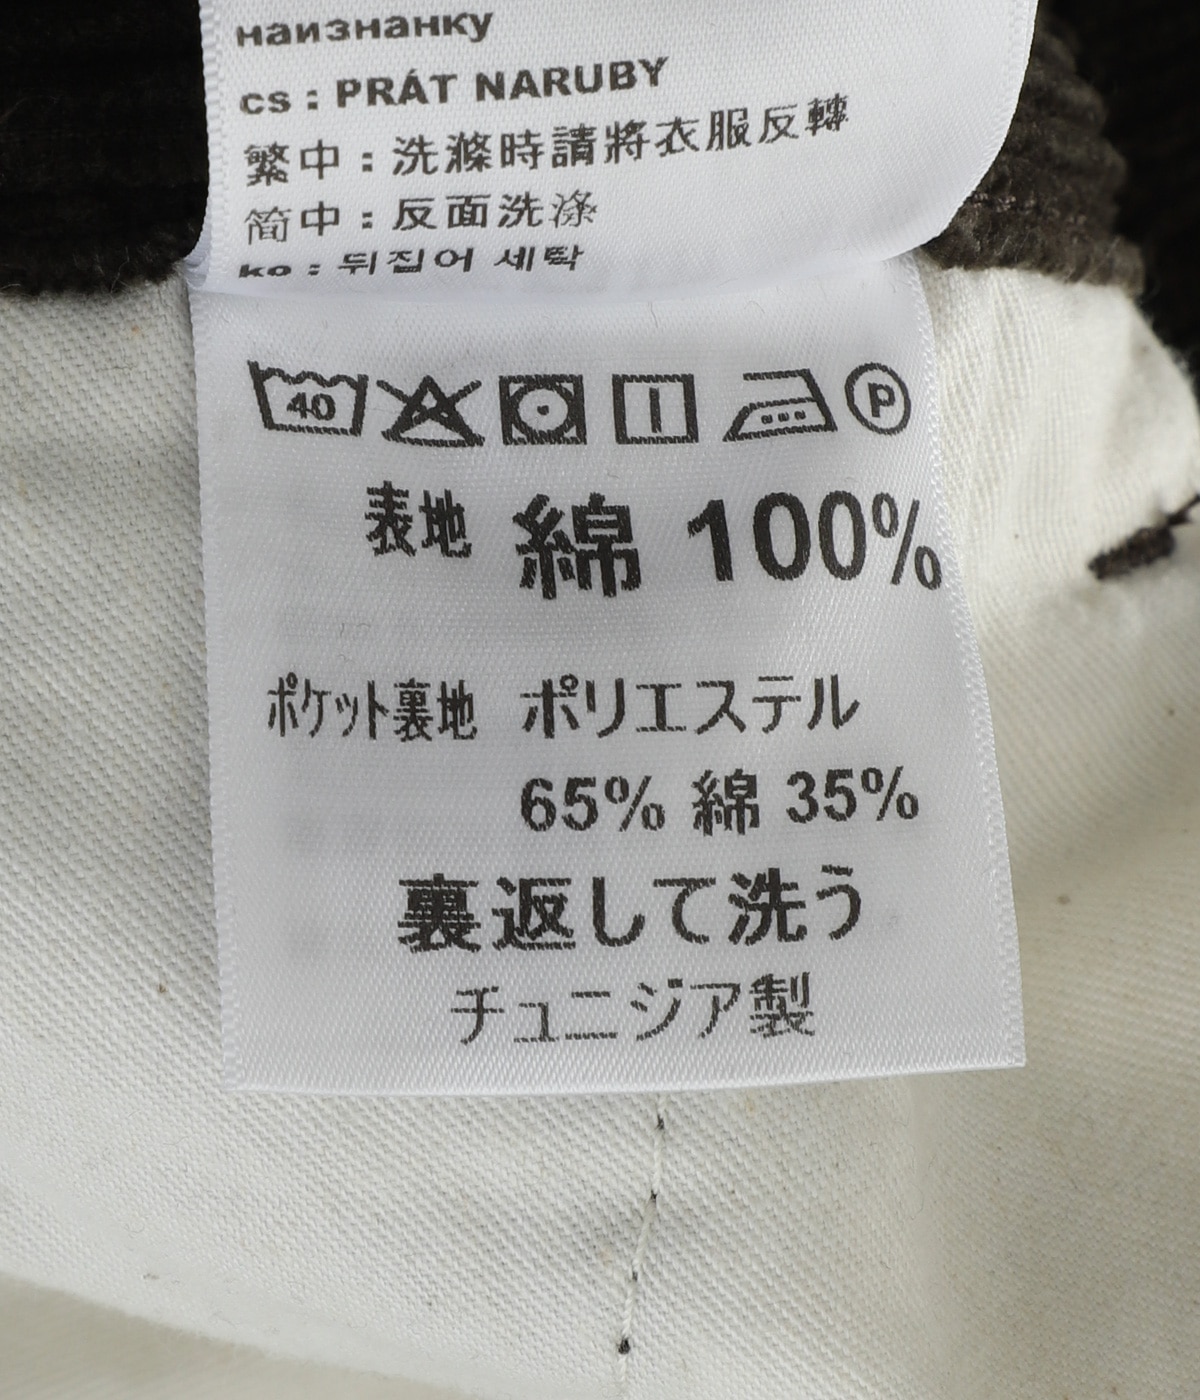 наизнанку
cs : PRÁT NARUBY
繁中 : 洗滌時請將衣服反轉
简中 : 反面洗涤
ko : 뒤집어 세탁
40 P
表地 綿 100%
ポケット裏地 ポリエステル
65% 綿 35%
裏返して洗う
チュニジア製